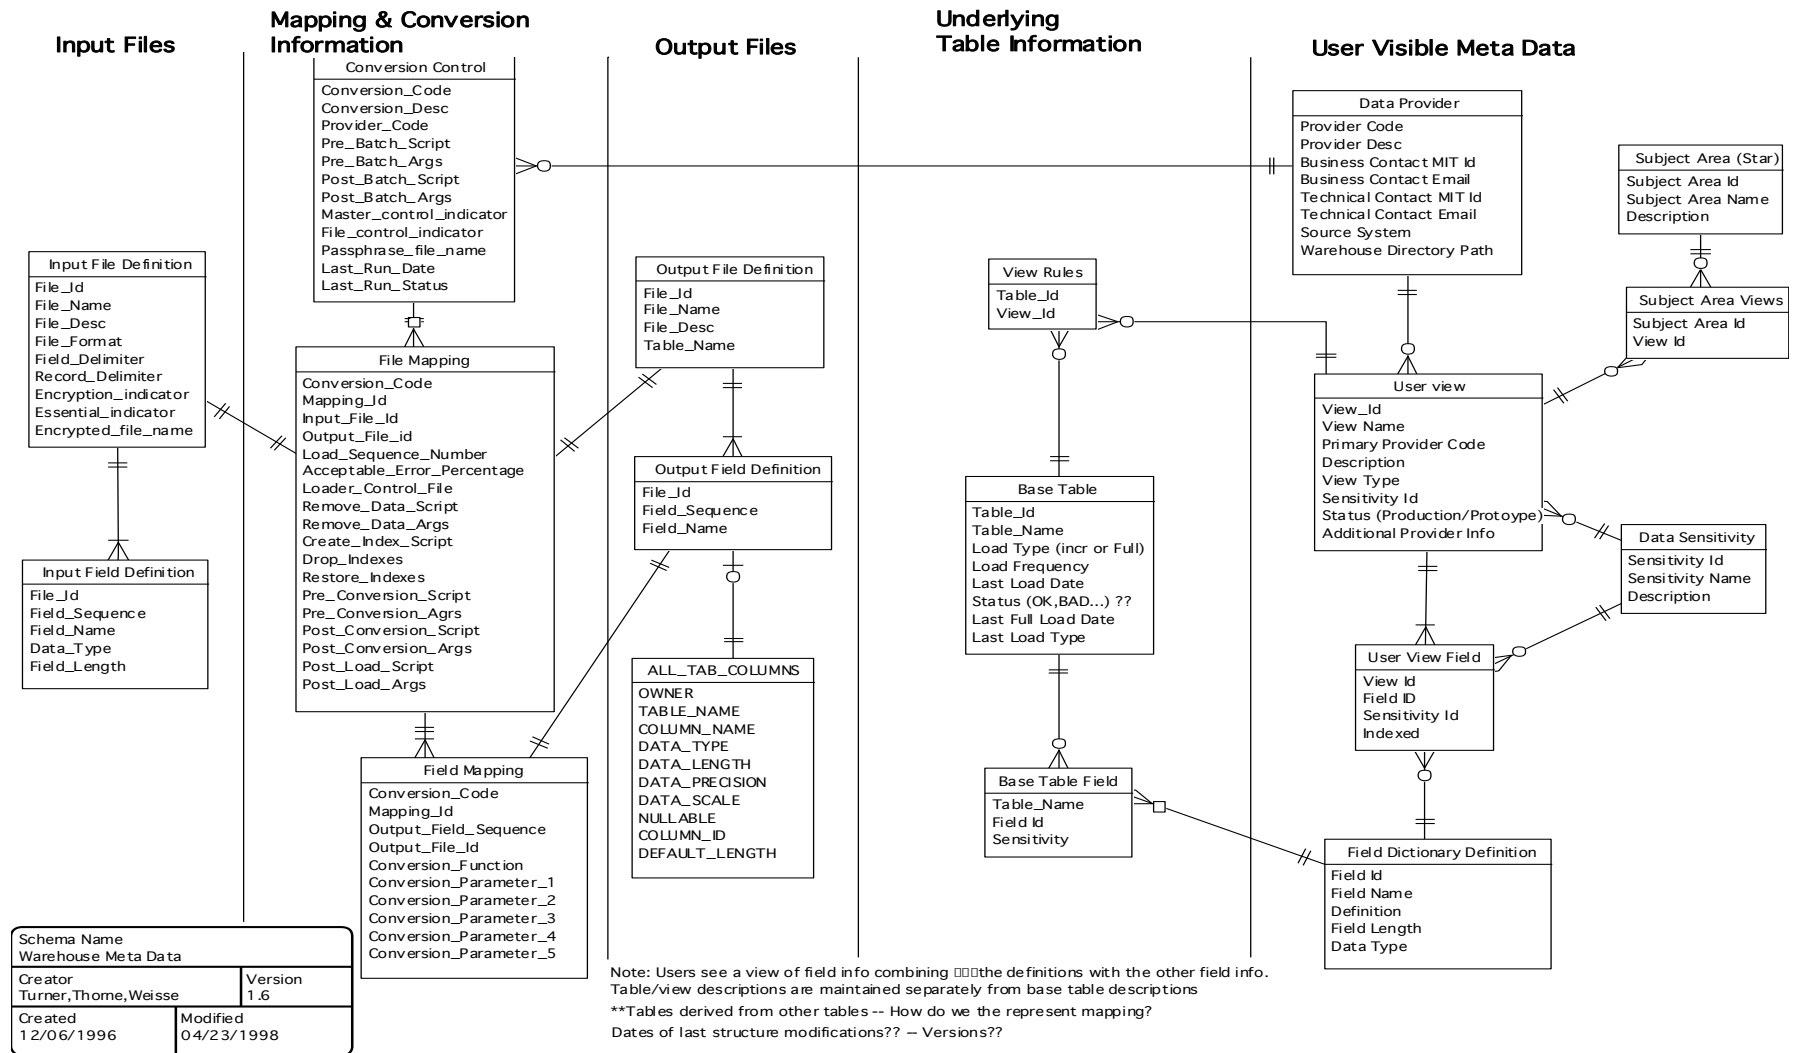 Input Files
Mapping & Conversion
Information
Output Files
Underlying
Table Information
User Visible Meta Data
Conversion Control
Conversion_Code
Conversion_Desc
Provider_Code
Pre_Batch_Script
Pre_Batch_Args
Post_Batch_Script
Post_Batch_Args
Master_control_indicator
File_control_indicator
Passphrase_file_name
Last_Run_Date
Last_Run_Status
Data Provider
Provider Code
Provider Desc
Business Contact MIT Id
Business Contact Email
Technical Contact MIT Id
Technical Contact Email
Source System
Warehouse Directory Path
Subject Area (Star)
Subject Area Id
Subject Area Name
Description
Input File Definition
File_Id
File_Name
File_Desc
File_Format
Field_Delimiter
Record_Delimiter
Encryption_indicator
Essential_indicator
Encrypted_file_name
Output File Definition
File_Id
File_Name
File_Desc
Table_Name
View Rules
Table_Id
View_Id
Subject Area Views
Subject Area Id
View Id
File Mapping
Conversion_Code
Mapping_Id
Input_File_Id
Output_File_id
Load_Sequence_Number
Acceptable_Error_Percentage
Loader_Control_File
Remove_Data_Script
Remove_Data_Args
Create_Index_Script
Drop_Indexes
Restore_Indexes
Pre_Conversion_Script
Pre_Conversion_Agrs
Post_Conversion_Script
Post_Conversion_Args
Post_Load_Script
Post_Load_Args
User view
View_Id
View Name
Primary Provider Code
Description
View Type
Sensitivity Id
Status (Production/Protoype)
Additional Provider Info
Output Field Definition
File_Id
Field_Sequence
Field_Name
Base Table
Table_Id
Table_Name
Load Type (incr or Full)
Load Frequency
Last Load Date
Status (OK,BAD...) ??
Last Full Load Date
Last Load Type
Data Sensitivity
Sensitivity Id
Sensitivity Name
Description
Input Field Definition
File_Id
Field_Sequence
Field_Name
Data_Type
Field_Length
ALL_TAB_COLUMNS
OWNER
TABLE_NAME
COLUMN_NAME
DATA_TYPE
DATA_LENGTH
DATA_PRECISION
DATA_SCALE
NULLABLE
COLUMN_ID
DEFAULT_LENGTH
User View Field
View Id
Field ID
Sensitivity Id
Indexed
Field Mapping
Conversion_Code
Mapping_Id
Output_Field_Sequence
Output_File_Id
Conversion_Function
Conversion_Parameter_1
Conversion_Parameter_2
Conversion_Parameter_3
Conversion_Parameter_4
Conversion_Parameter_5
Base Table Field
Table_Name
Field Id
Sensitivity
Field Dictionary Definition
Field Id
Field Name
Definition
Field Length
Data Type
Schema Name
Warehouse Meta Data
Creator
Turner,Thorne,Weisse
Version
1.6
Created
12/06/1996
Modified
04/23/1998
Note: Users see a view of field info combining □□□the definitions with the other field info.
Table/view descriptions are maintained separately from base table descriptions
**Tables derived from other tables -- How do we the represent mapping?
Dates of last structure modifications?? -- Versions??